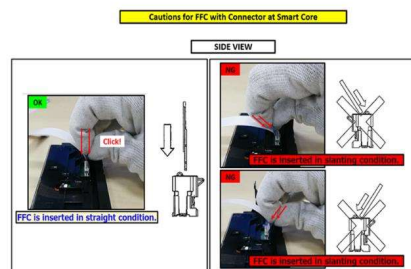 Cautions for FFC with Connector at Smart Core
SIDE VIEW
OK
Click!
FFC is inserted in straight condition.
NG
FFC is inserted in slanting condition.
NG
FFC is inserted in slanting condition.